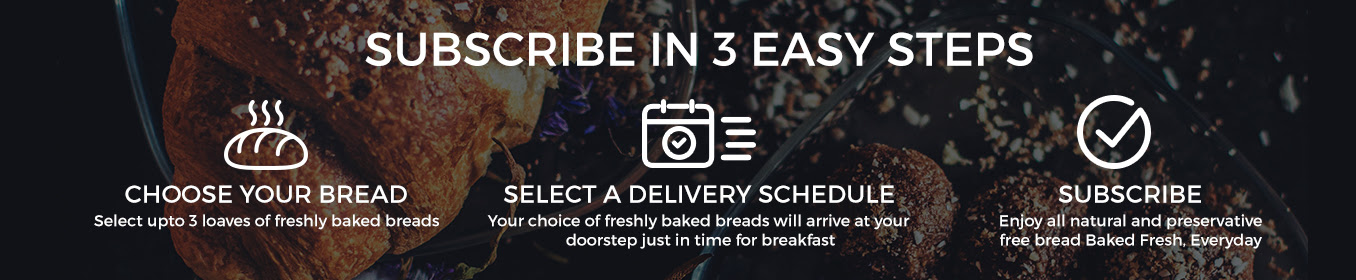 SUBSCRIBE IN 3 EASY STEPS
CHOOSE YOUR BREAD
Select upto 3 loaves of freshly baked breads
SELECT A DELIVERY SCHEDULE
Your choice of freshly baked breads will arrive at your
doorstep just in time for breakfast
SUBSCRIBE
Enjoy all natural and preservative
free bread Baked Fresh, Everyday